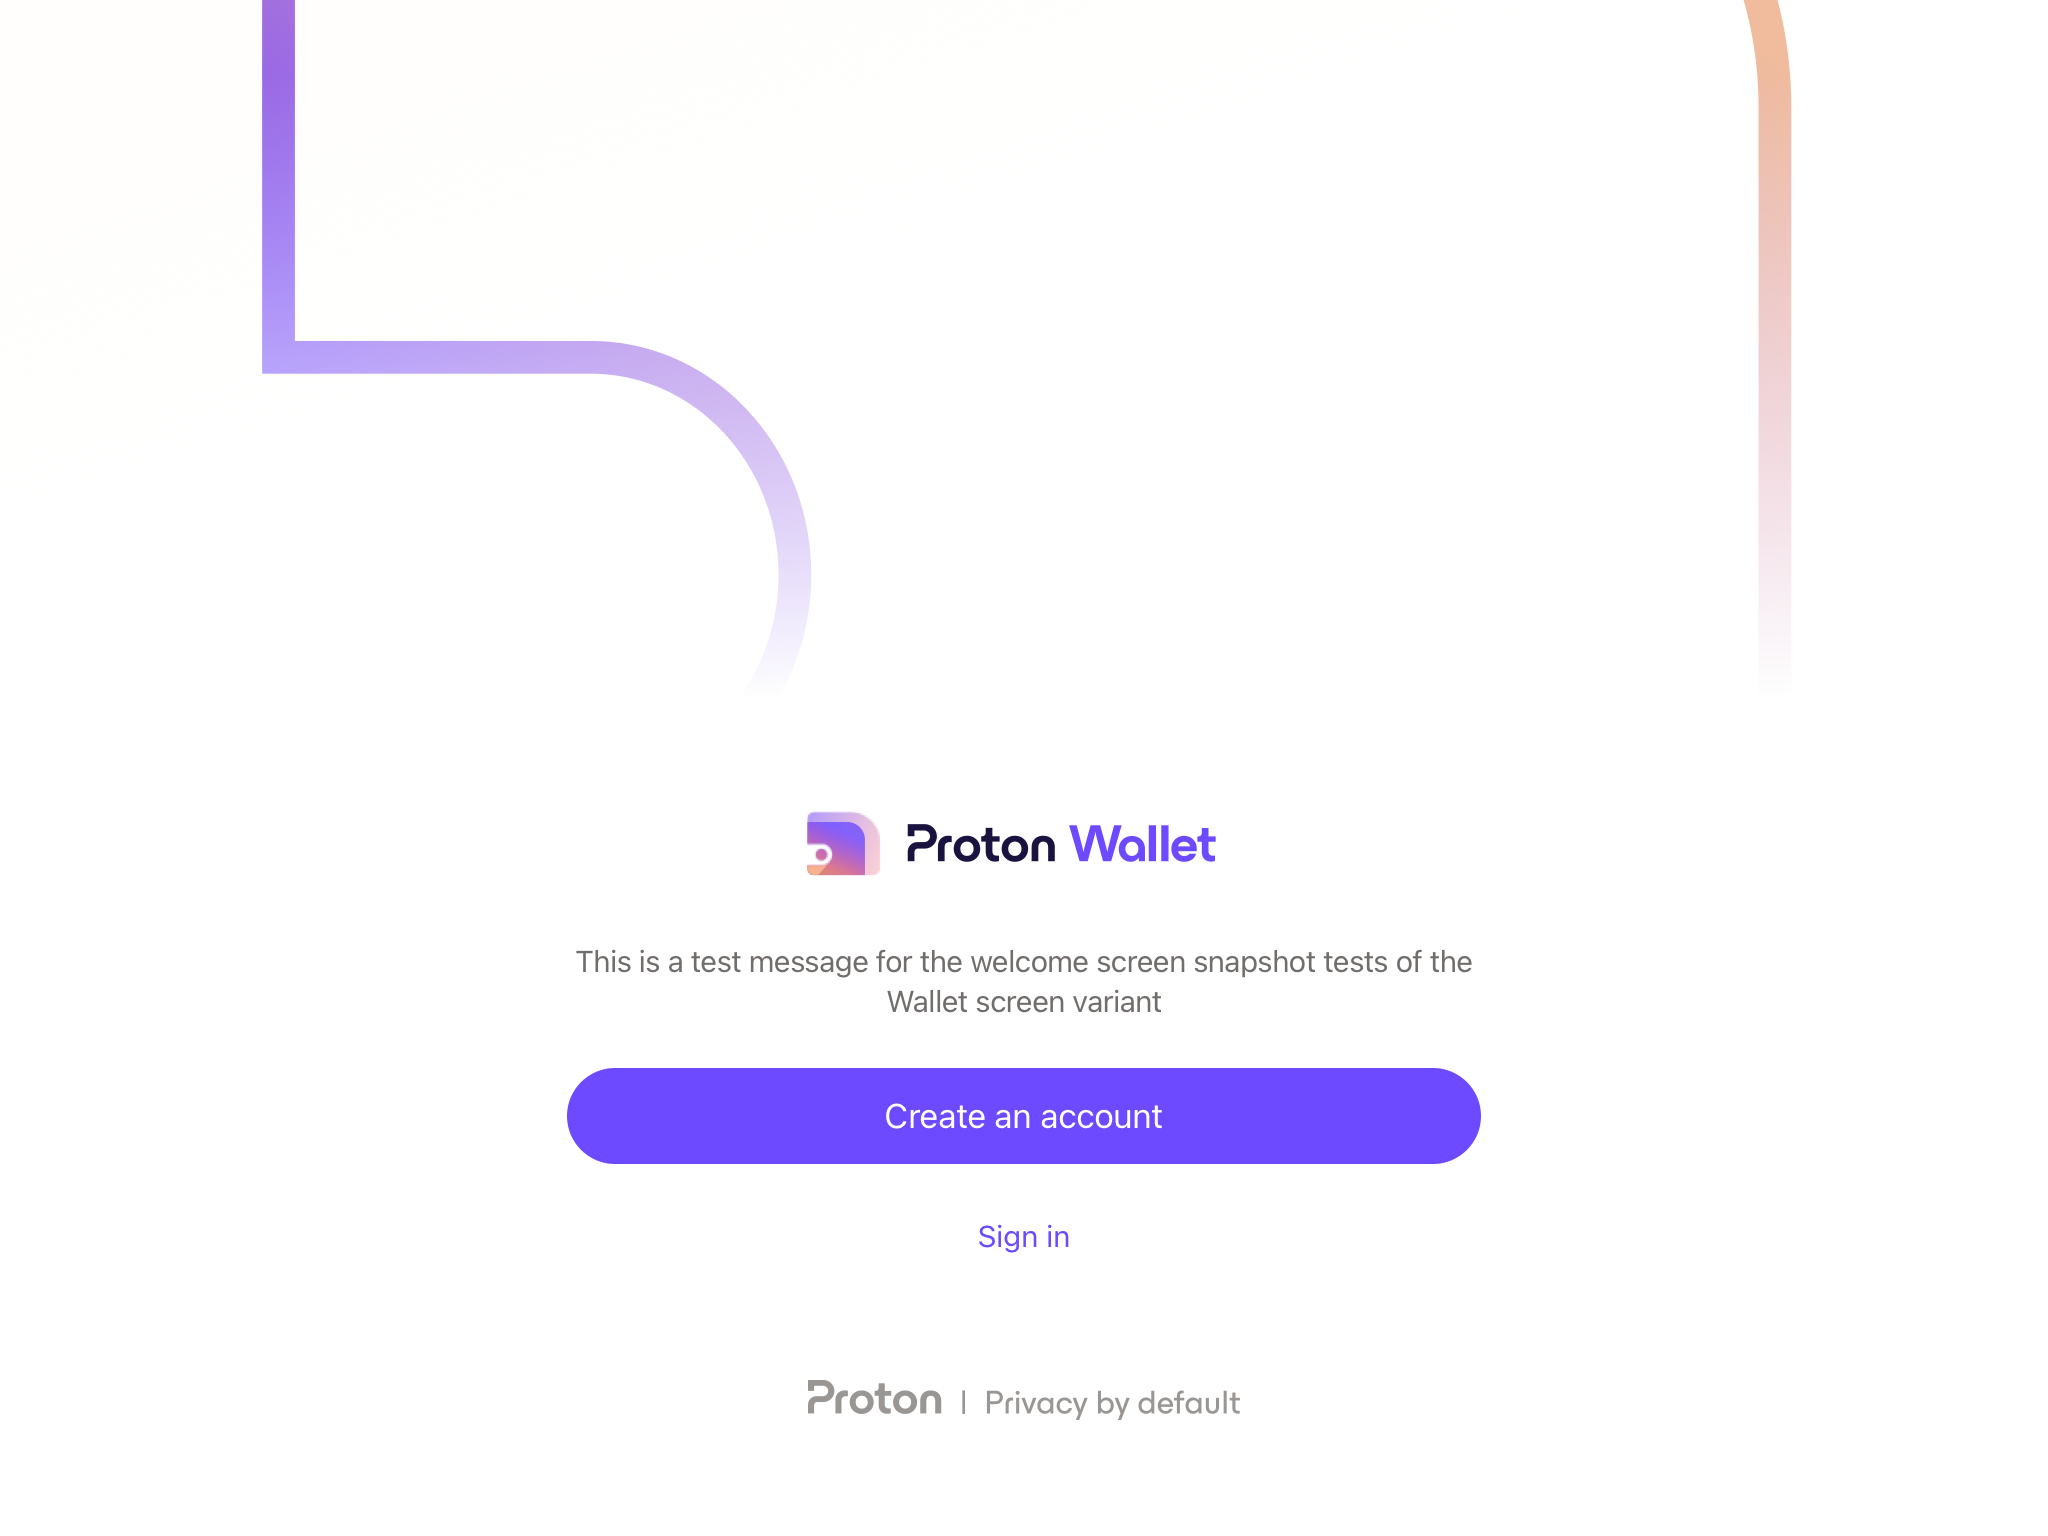 Proton Wallet
This is a test message for the welcome screen snapshot tests of the
Wallet screen variant
Create an account
Sign in
Proton | Privacy by default